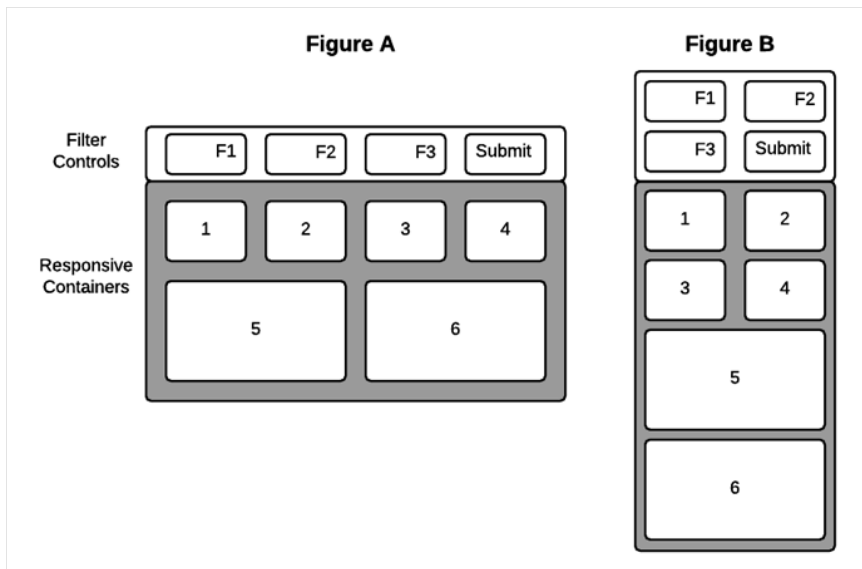 Figure A
Filter
Controls
F1 F2 F3 Submit
Responsive
Containers
1 2 3 4
5 6
Figure B
F1 F2
F3 Submit
1 2
3 4
5
6